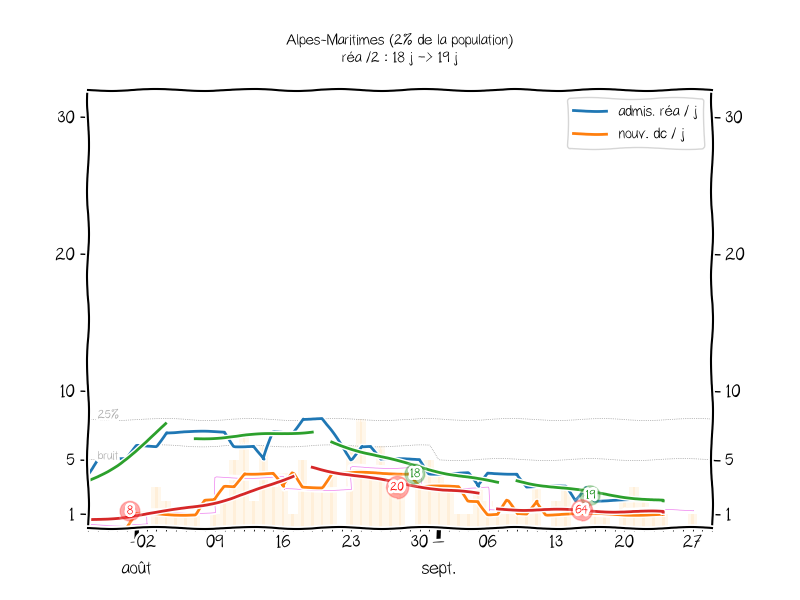 Alpes-Maritimes (2% de la population)
réa /2 : 18 j -> 19 j
admis. réa / j
nouv. dc / j
30
30
20
20
10
10
25%
bruit
5
5
18
20
19
8
64
1
1
02 09 16 23 30 06 13 20 27
août sept.